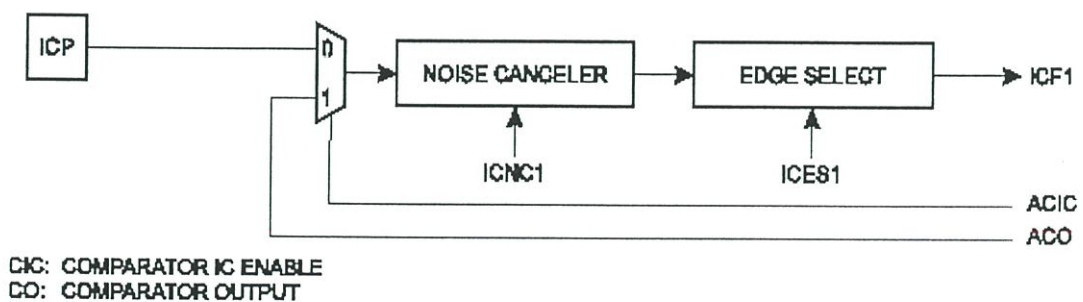 ICP
0
1
NOISE CANCELER
EDGE SELECT
ICF1
ICNC1
ICES1
ACIC
ACO
CIC: COMPARATOR IC ENABLE
CO: COMPARATOR OUTPUT